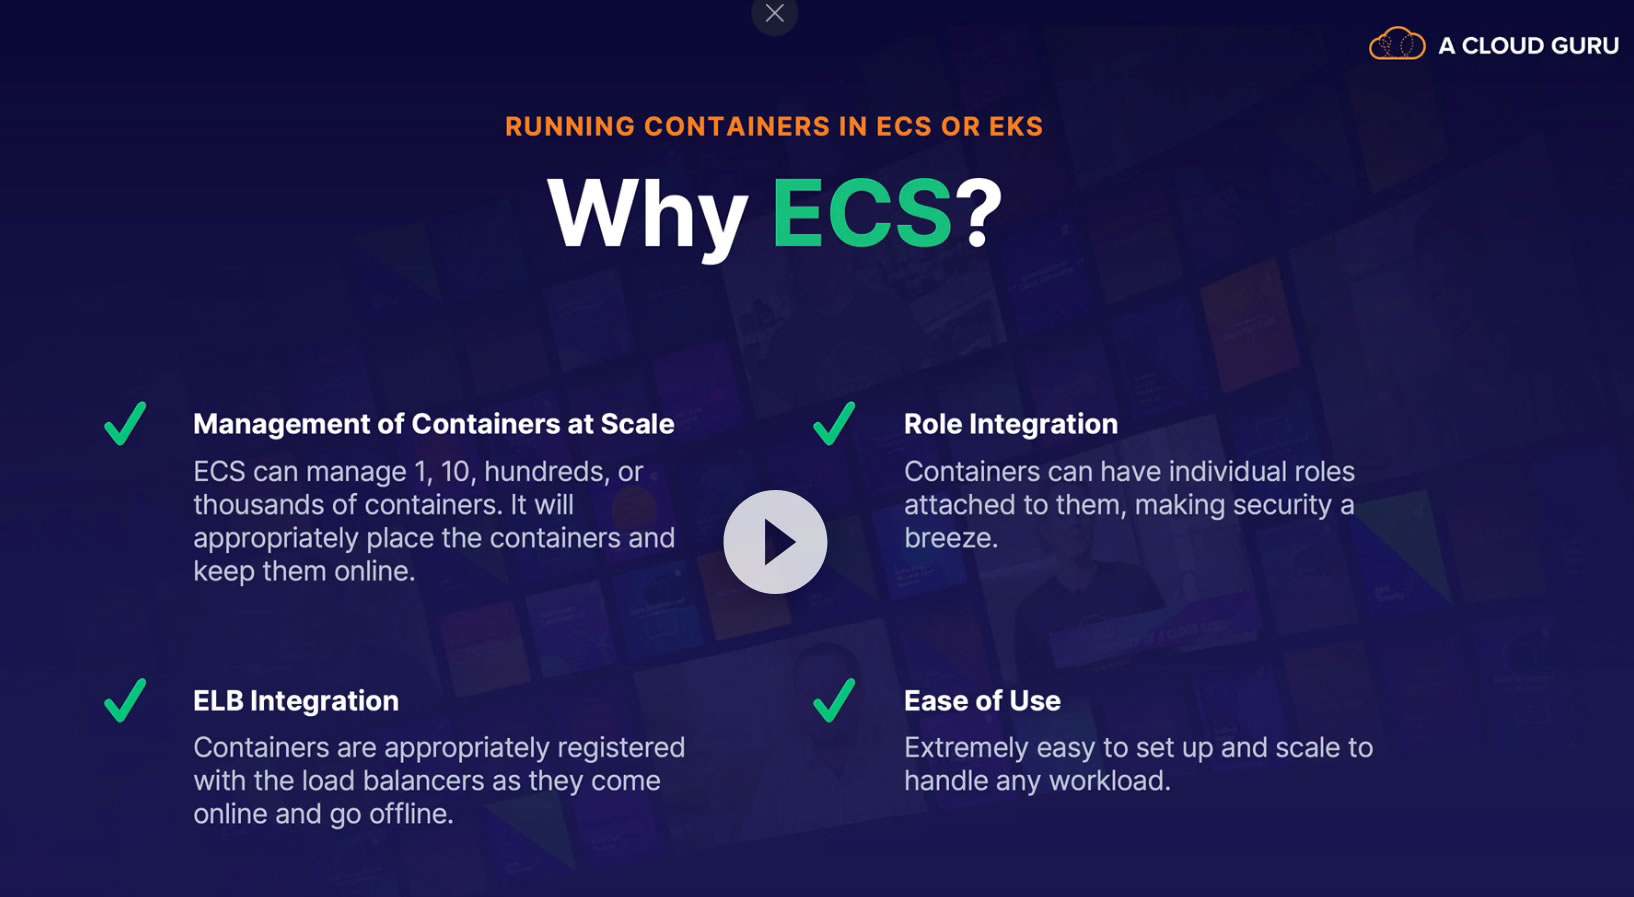 A CLOUD GURU
RUNNING CONTAINERS IN ECS OR EKS
Why ECS?
Management of Containers at Scale
ECS can manage 1, 10, hundreds, or
thousands of containers. It will
appropriately place the containers and
keep them online.
Role Integration
Containers can have individual roles
attached to them, making security a
breeze.
ELB Integration
Containers are appropriately registered
with the load balancers as they come
online and go offline.
Ease of Use
Extremely easy to set up and scale to
handle any workload.